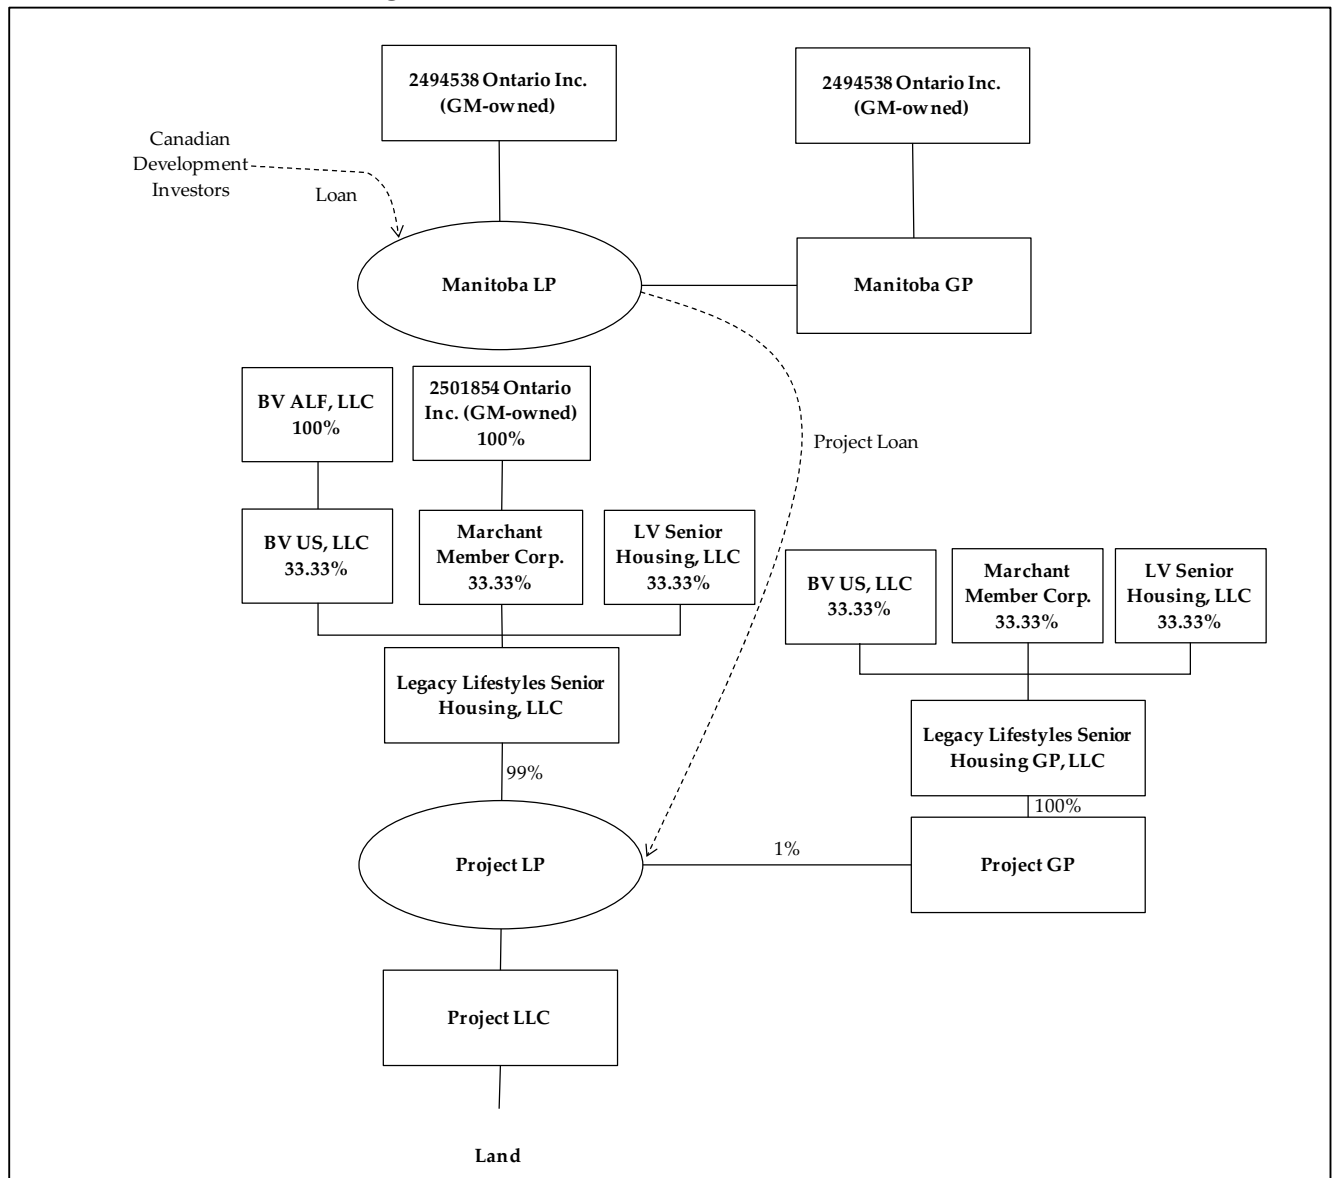 2494538 Ontario Inc.
(GM-owned)
2494538 Ontario Inc.
(GM-owned)
Canadian
Development
Investors
Loan
Manitoba LP
Manitoba GP
BV ALF, LLC
100%
2501854 Ontario
Inc. (GM-owned)
100%
Project Loan
BV US, LLC
33.33%
Marchant
Member Corp.
33.33%
LV Senior
Housing, LLC
33.33%
BV US, LLC
33.33%
Marchant
Member Corp.
33.33%
LV Senior
Housing, LLC
33.33%
Legacy Lifestyles Senior
Housing, LLC
Legacy Lifestyles Senior
Housing GP, LLC
99%
100%
Project LP
1%
Project GP
Project LLC
Land